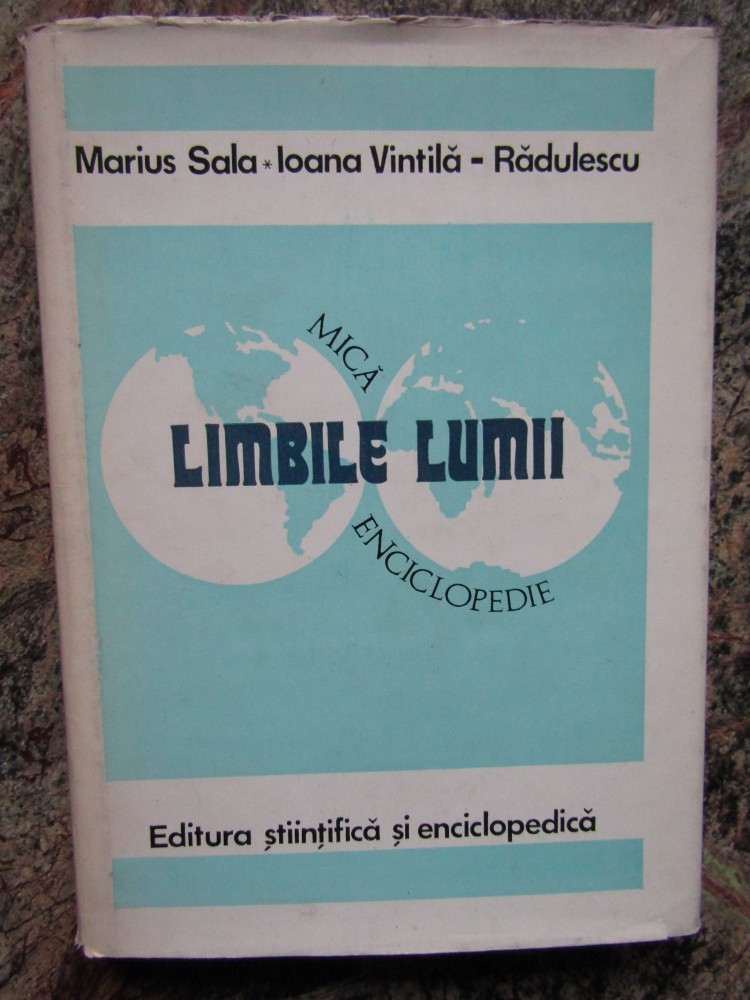 Marius Sala * Ioana Vintilă - Rădulescu
MICĂ
LIMBILE LUMII
ENCICLOPEDIE
Editura științifică și enciclopedică